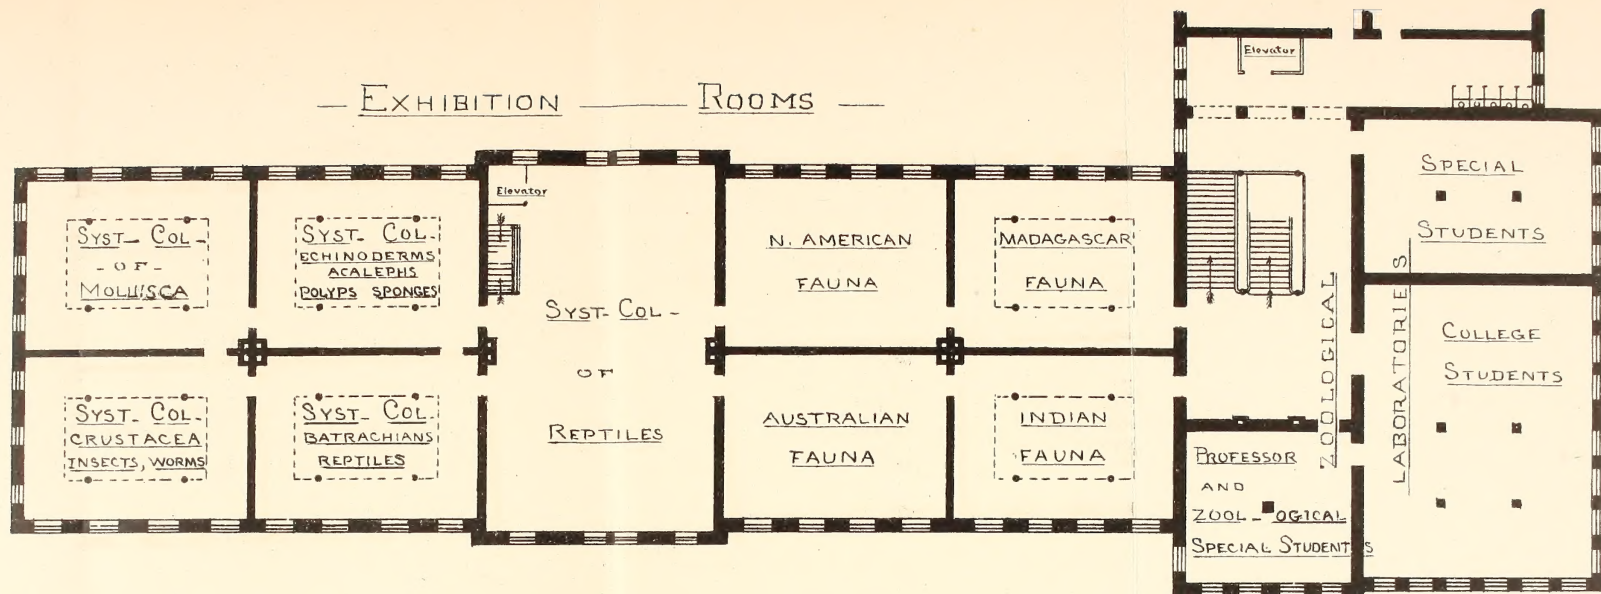 — EXHIBITION ——— ROOMS —
Elevator
SYST- COL -
- OF -
MOLLUSCA
SYST- COL -
ECHINODERMS
ACALEPHS
POLYPS SPONGES
Elevator
SYST- COL -
OF
REPTILES
N. AMERICAN
FAUNA
MADAGASCAR
FAUNA
SPECIAL
STUDENTS
SYST- COL -
CRUSTACEA
INSECTS, WORMS
SYST- COL -
BATRACHIANS
REPTILES
AUSTRALIAN
FAUNA
INDIAN
FAUNA
ZOOLOGICAL
LABORATORIES
COLLEGE
STUDENTS
PROFESSOR
AND
ZOOL-OGICAL
SPECIAL STUDENTS